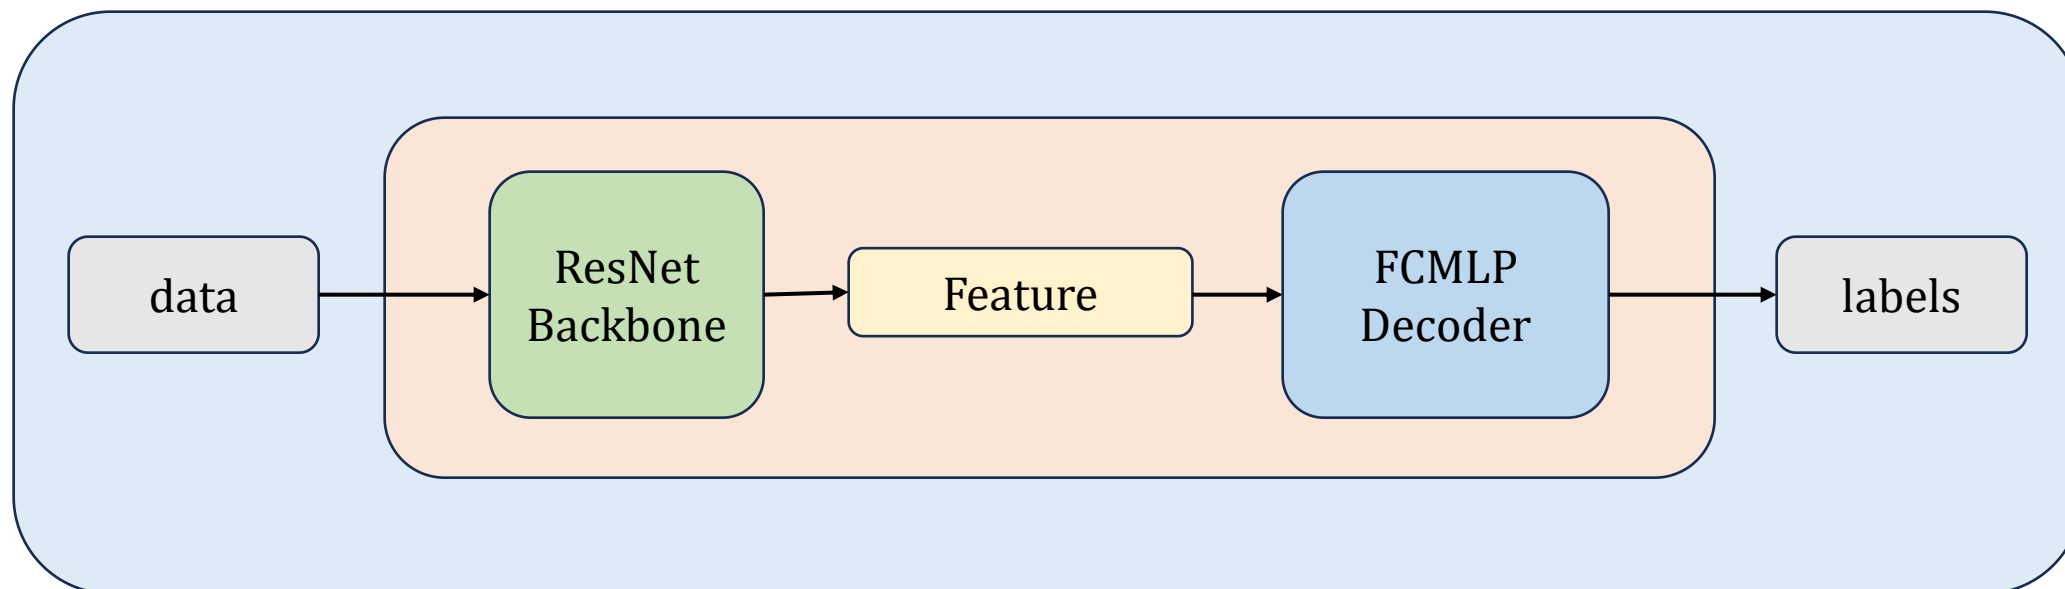 data
ResNet
Backbone
Feature
FCMLP
Decoder
labels